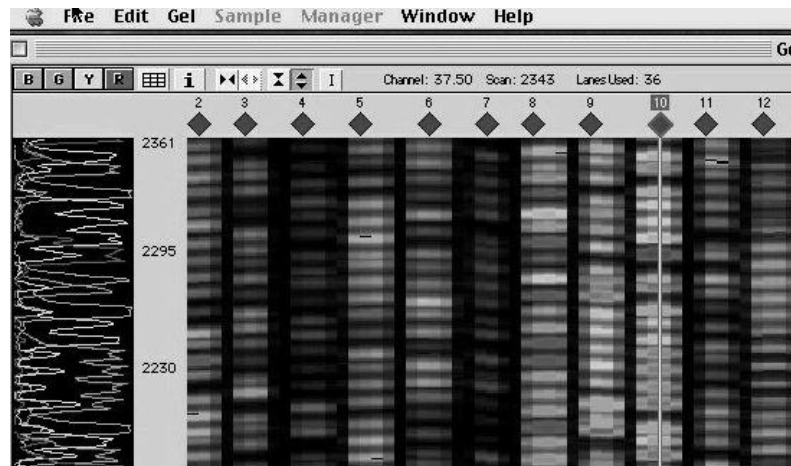 File Edit Gel Sample Manager Window Help
Ge
B G Y R i I Channel: 37.50 Scan: 2343 Lanes Used: 36
2 3 4 5 6 7 8 9 10 11 12
2361
2295
2230